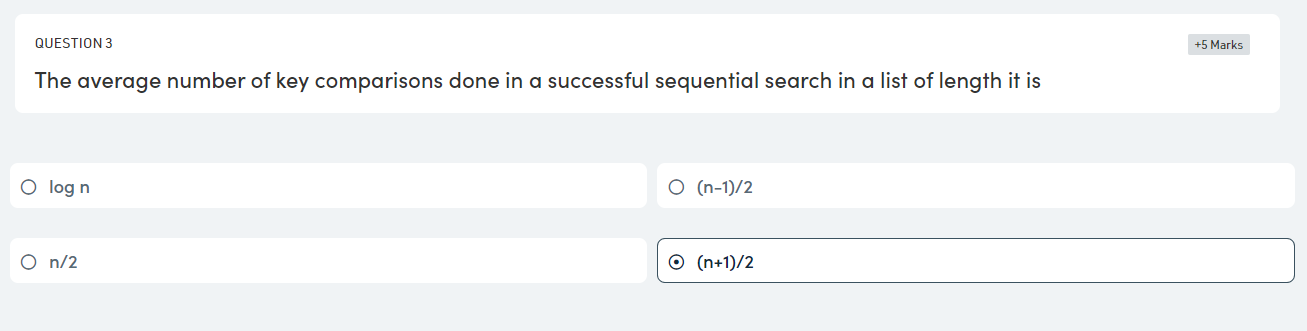 QUESTION 3
+5 Marks
The average number of key comparisons done in a successful sequential search in a list of length it is
log n
(n-1)/2
n/2
(n+1)/2